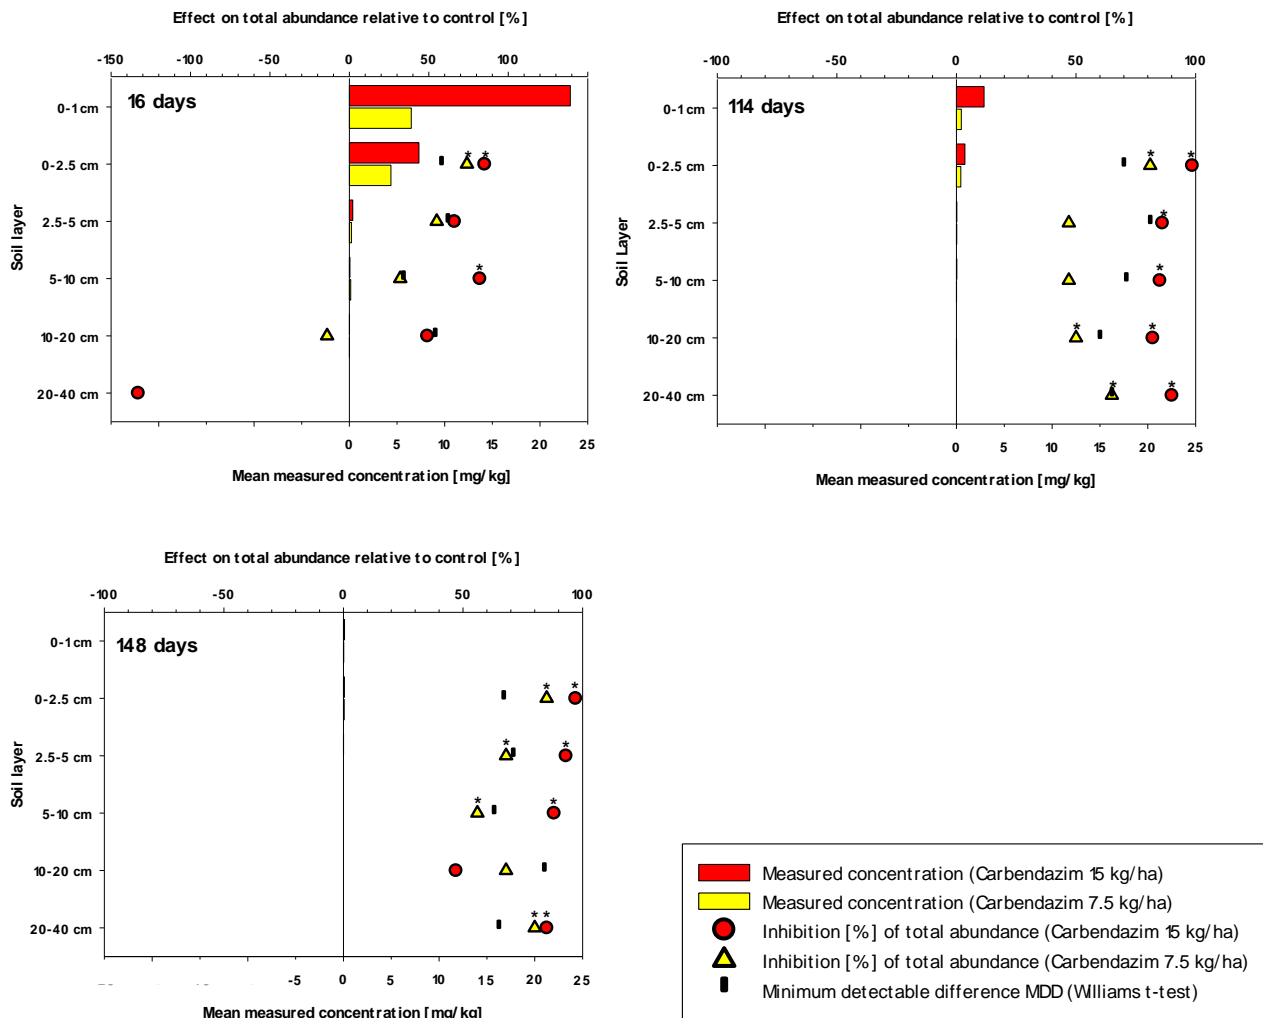 Effect on total abundance relative to control [%]
-150 -100 -50 0 50 100
16 days
Soil layer
0-1cm
0-2.5 cm
2.5-5 cm
5-10 cm
10-20 cm
20-40 cm
* *
*
0 5 10 15 20 25
Mean measured concentration [mg/kg]
Effect on total abundance relative to control [%]
-100 -50 0 50 100
114 days
Soil Layer
0-1cm
0-2.5 cm
2.5-5 cm
5-10 cm
10-20 cm
20-40 cm
* *
*
*
* *
* *
0 5 10 15 20 25
Mean measured concentration [mg/kg]
Effect on total abundance relative to control [%]
-100 -50 0 50 100
148 days
Soil layer
0-1cm
0-2.5 cm
2.5-5 cm
5-10 cm
10-20 cm
20-40 cm
* *
* *
* *
* *
-5 0 5 10 15 20 25
Mean measured concentration [mg/kg]
Measured concentration (Carbendazim 15 kg/ha)
Measured concentration (Carbendazim 7.5 kg/ha)
Inhibition [%] of total abundance (Carbendazim 15 kg/ha)
Inhibition [%] of total abundance (Carbendazim 7.5 kg/ha)
Minimum detectable difference MDD (Williams t-test)